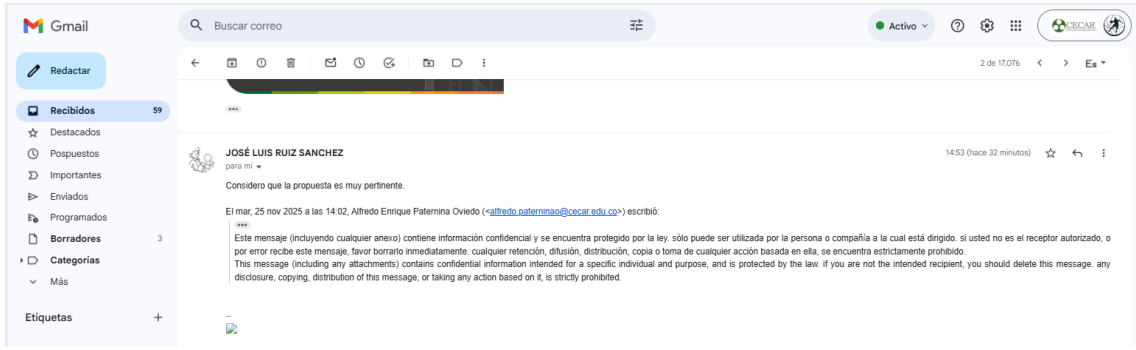 Gmail
Buscar correo
Activo
CECAR
Redactar
2 de 17.076
Es
Recibidos 59
Destacados
Pospuestos
Importantes
Enviados
Programados
Borradores 3
Categorías
Más
Etiquetas
JOSÉ LUIS RUIZ SANCHEZ
14:53 (hace 32 minutos)
para mí
Considero que la propuesta es muy pertinente.
El mar, 25 nov 2025 a las 14:02, Alfredo Enrique Paternina Oviedo (<alfredo.paterninao@cecar.edu.co>) escribió:
Este mensaje (incluyendo cualquier anexo) contiene información confidencial y se encuentra protegido por la ley. sólo puede ser utilizada por la persona o compañía a la cual está dirigido. si usted no es el receptor autorizado, o
por error recibe este mensaje, favor borrarlo inmediatamente. cualquier retención, difusión, distribución, copia o toma de cualquier acción basada en ella, se encuentra estrictamente prohibido.
This message (including any attachments) contains confidential information intended for a specific individual and purpose, and is protected by the law. if you are not the intended recipient, you should delete this message. any
disclosure, copying, distribution of this message, or taking any action based on it, is strictly prohibited.
--